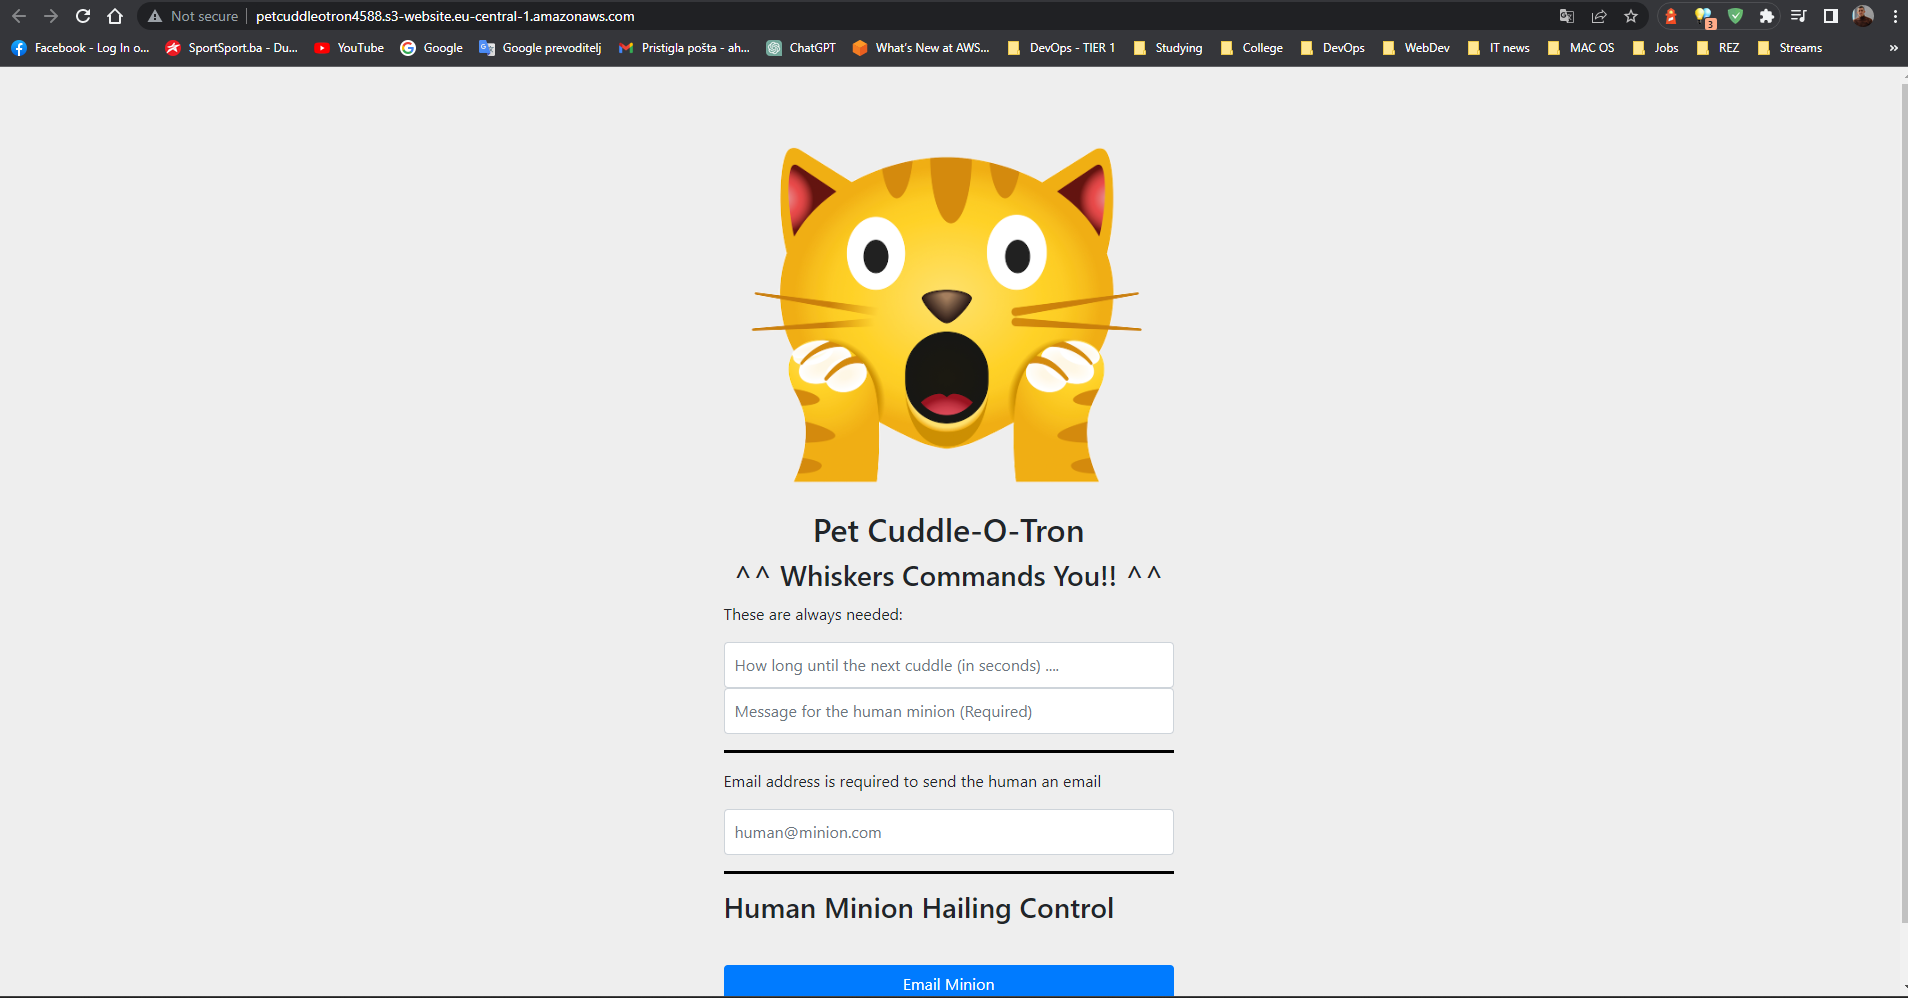 Not secure petcuddleotron4588.s3-website.eu-central-1.amazonaws.com 3
Facebook - Log In o... SportSport.ba - Du... YouTube Google Google prevoditelj Pristigla pošta - ah... ChatGPT What's New at AWS... DevOps - TIER 1 Studying College DevOps WebDev IT news MAC OS Jobs REZ Streams »
Pet Cuddle-O-Tron
^^ Whiskers Commands You!! ^^
These are always needed:
How long until the next cuddle (in seconds) ....
Message for the human minion (Required)
Email address is required to send the human an email
human@minion.com
Human Minion Hailing Control
Email Minion